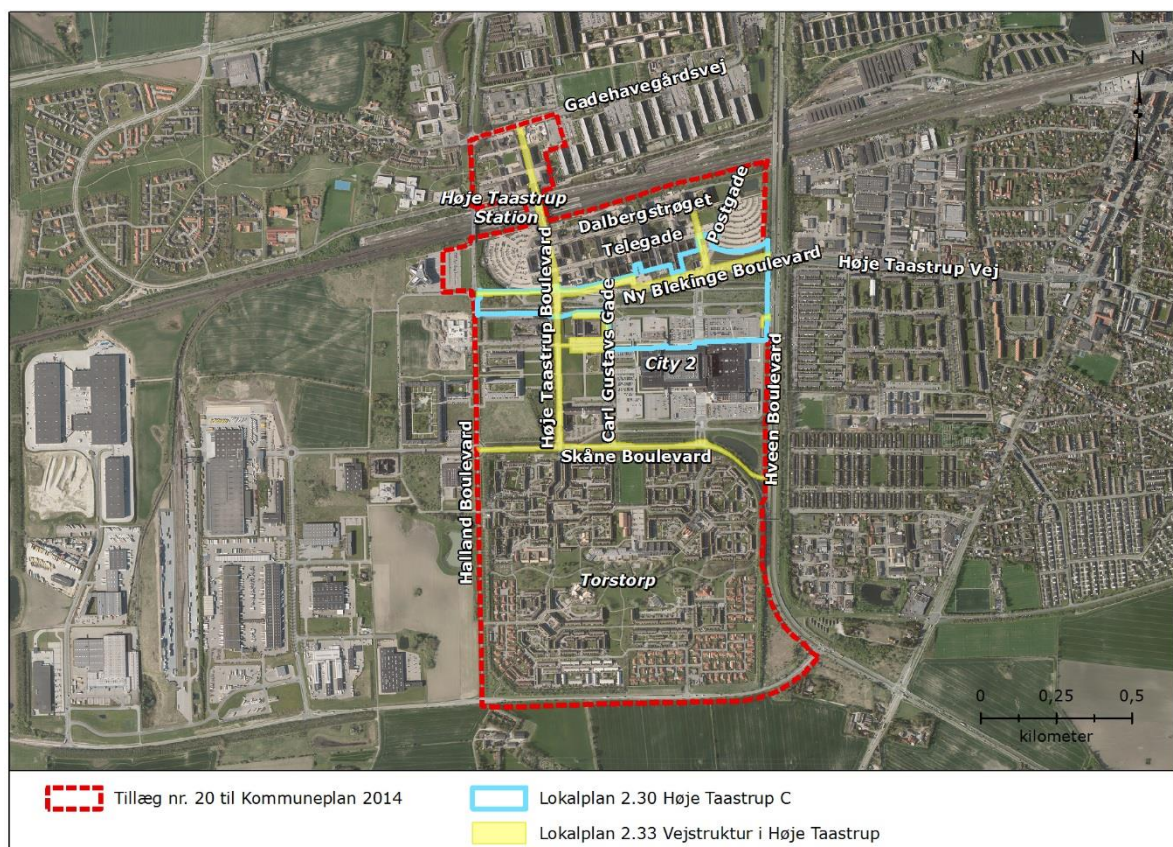 N
Gadehavegårdsvej
Høje Taastrup
Station
Dalbergstrøget
Postgade
Telegade
Høje Taastrup Vej
Ny Blekinge Boulevard
Høje Taastrup Boulevard
Carl Gustavs Gade
City 2
Hveen Boulevard
Skåne Boulevard
Halland Boulevard
Torstorp
0 0,25 0,5
kilometer
Tillæg nr. 20 til Kommuneplan 2014
Lokalplan 2.30 Høje Taastrup C
Lokalplan 2.33 Vejstruktur i Høje Taastrup